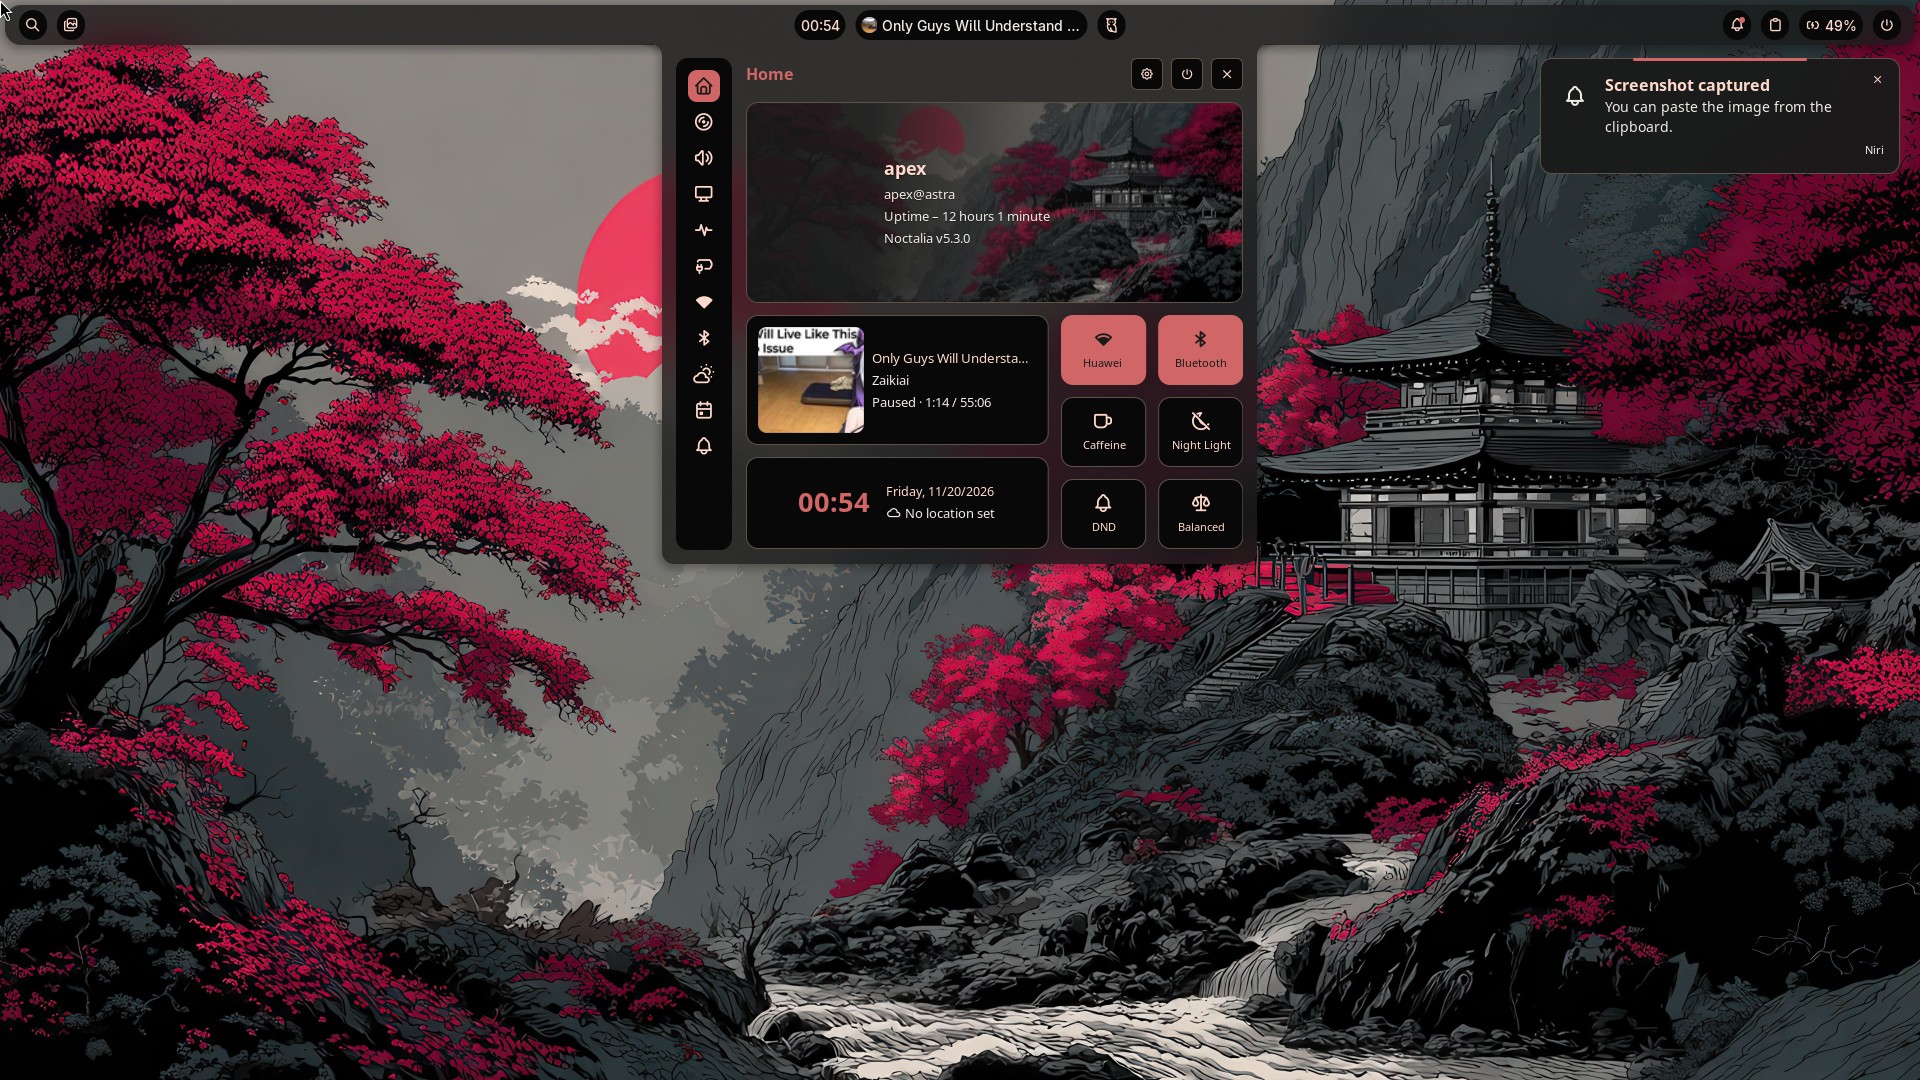 00:54
Only Guys Will Understand ...
49%
Home
apex
apex@astra
Uptime – 12 hours 1 minute
Noctalia v5.3.0
Will Live Like This
Issue
Only Guys Will Understa...
Zaikiai
Paused · 1:14 / 55:06
Huawei
Bluetooth
Caffeine
Night Light
00:54
Friday, 11/20/2026
No location set
DND
Balanced
Screenshot captured
You can paste the image from the
clipboard.
Niri